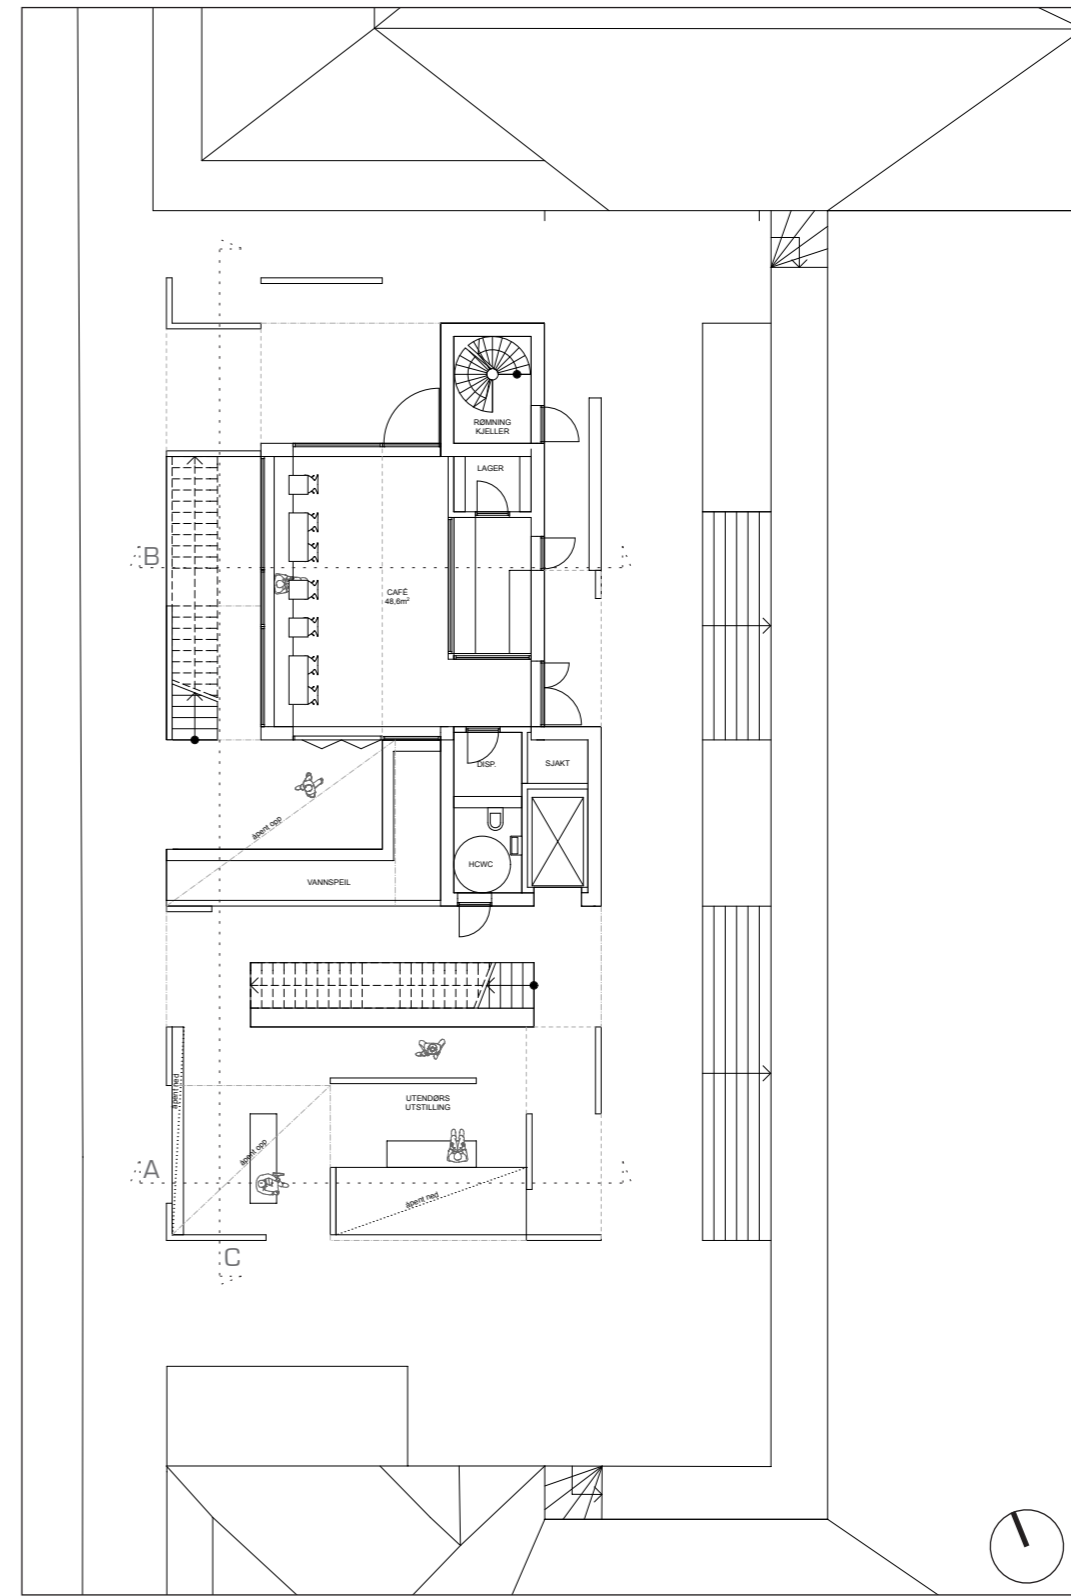 RØMNING
KJELLER
LAGER
B
CAFÉ
48,6m²
DISP.
SJAKT
åpent opp
HCWC
VANNSPEIL
åpent ned
UTENDØRS
UTSTILLING
åpent opp
A
åpent ned
C